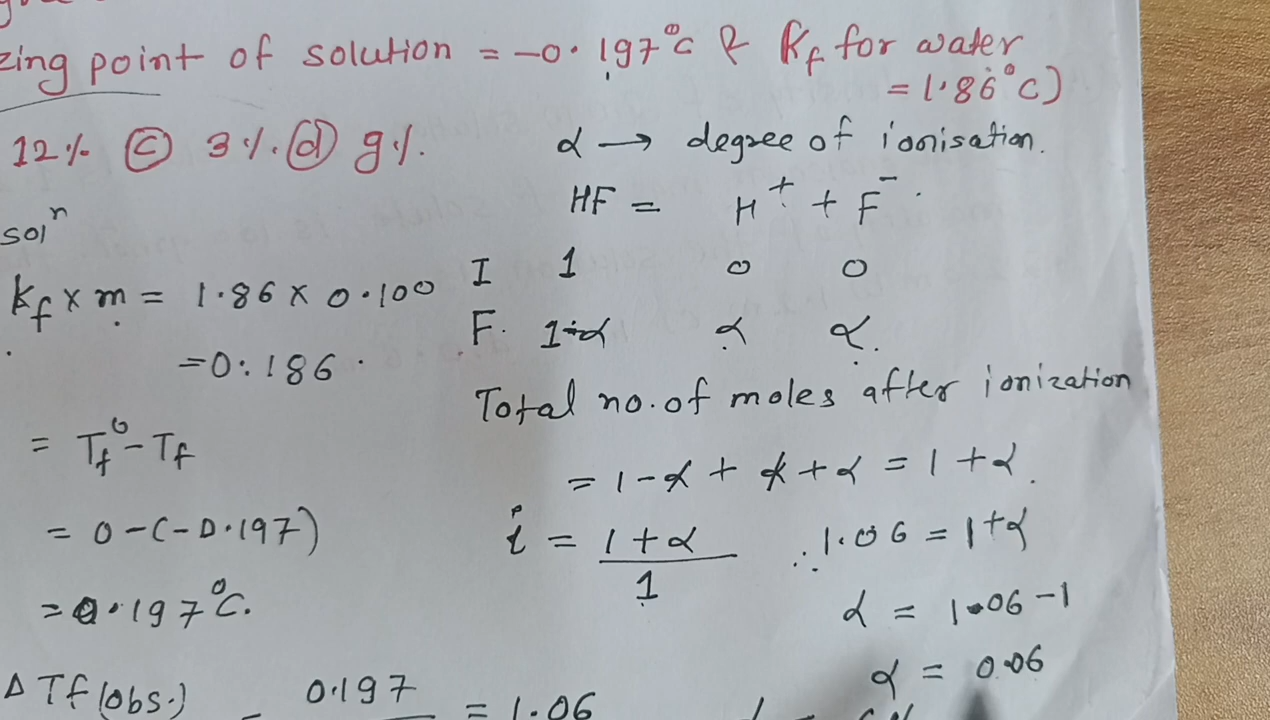 zing point of solution = -0.197°C & Kf for water
= 1.86°C)
12% (c) 3%. (d) 9%.
soln
Kf x m = 1.86 x 0.100
= 0.186
= Tf° - Tf
= 0-(-0.197)
= 0.197°C.
ΔTf(obs.)
0.197
= 1.06
α → degree of ionisation.
HF = H+ + F-
I 1 0 0
F. 1-α α α.
Total no. of moles after ionization
= 1-α + α + α = 1+α.
i = 1+α / 1 ∴ 1.06 = 1+α
α = 1.06-1
α = 0.06